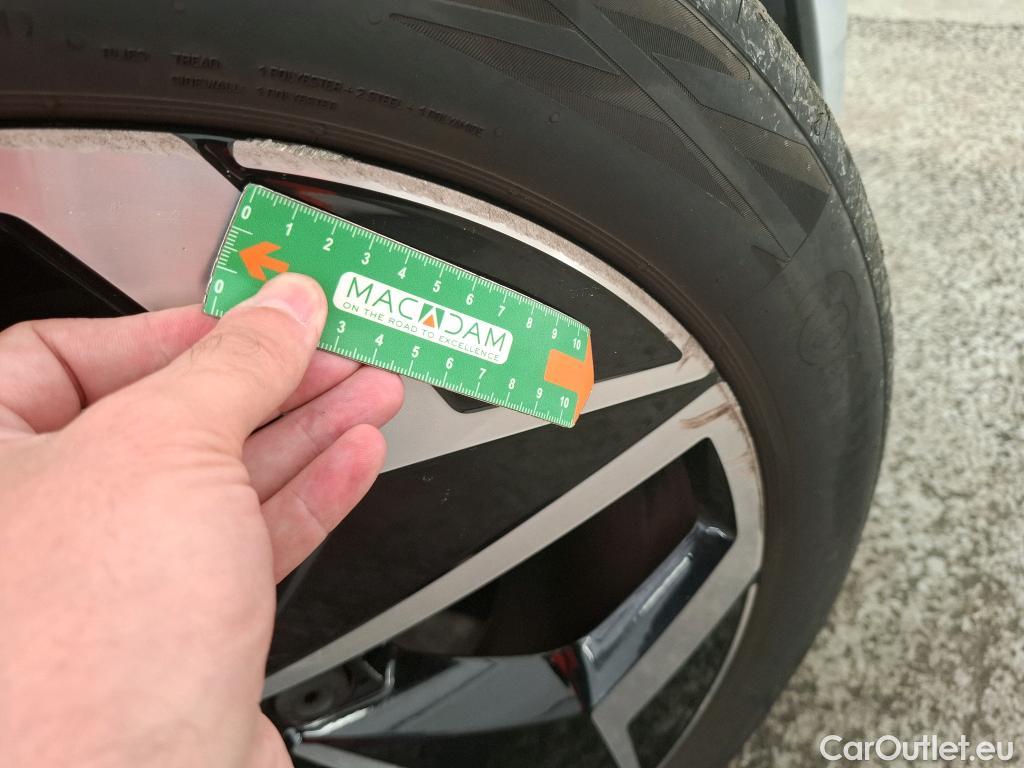 PLIES: TREAD 1 POLYESTER + 2 STEEL + 1 POLYAMIDE
SIDEWALL: 1 POLYESTER
0 1 2 3 4 5 6 7 8 9 10
MACADAM
ON THE ROAD TO EXCELLENCE
0 3 4 5 6 7 8 9 10
CarOutlet.eu